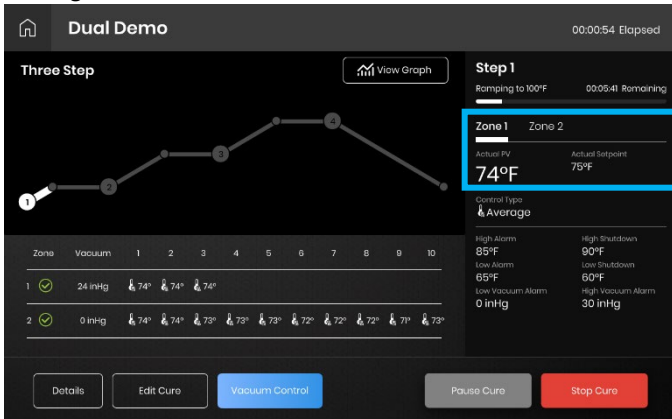 Dual Demo
00:00:54 Elapsed
Three Step
View Graph
1
2
3
4
Step 1
Ramping to 100°F 00:05:41 Remaining
Zone 1 Zone 2
Actual PV Actual Setpoint
74°F 75°F
Control Type
Average
High Alarm High Shutdown
85°F 90°F
Low Alarm Low Shutdown
65°F 60°F
Low Vacuum Alarm High Vacuum Alarm
0 inHg 30 inHg
Zone Vacuum 1 2 3 4 5 6 7 8 9 10
1 24 inHg 74° 74° 74°
2 0 inHg 74° 74° 73° 73° 73° 72° 72° 72° 71° 73°
Details Edit Cure Vacuum Control Pause Cure Stop Cure